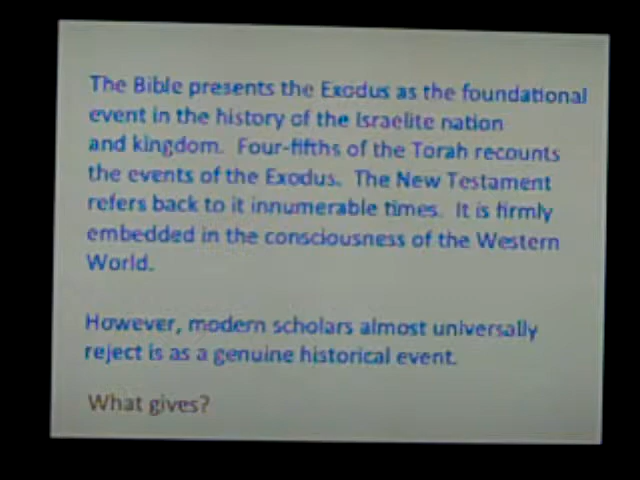 The Bible presents the Exodus as the foundational
event in the history of the Israelite nation
and kingdom. Four-fifths of the Torah recounts
the events of the Exodus. The New Testament
refers back to it innumerable times. It is firmly
embedded in the consciousness of the Western
World.
However, modern scholars almost universally
reject is as a genuine historical event.
What gives?